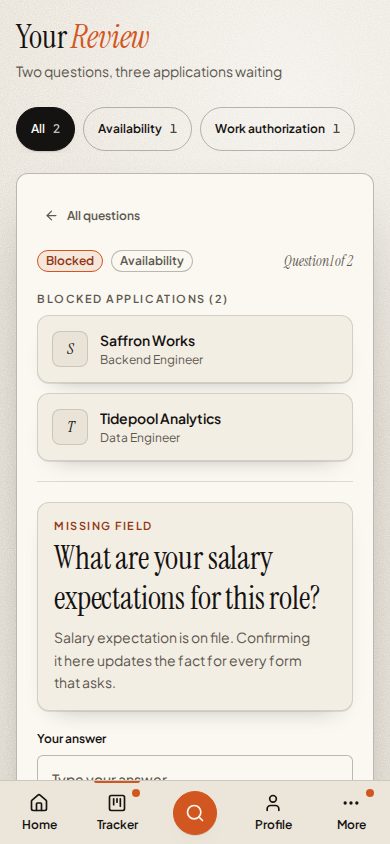 Your Review
Two questions, three applications waiting
All 2 Availability 1 Work authorization 1
← All questions
Blocked Availability Question 1 of 2
BLOCKED APPLICATIONS (2)
S Saffron Works
Backend Engineer
T Tidepool Analytics
Data Engineer
MISSING FIELD
What are your salary
expectations for this role?
Salary expectation is on file. Confirming
it here updates the fact for every form
that asks.
Your answer
Type your answer
Home Tracker Profile More